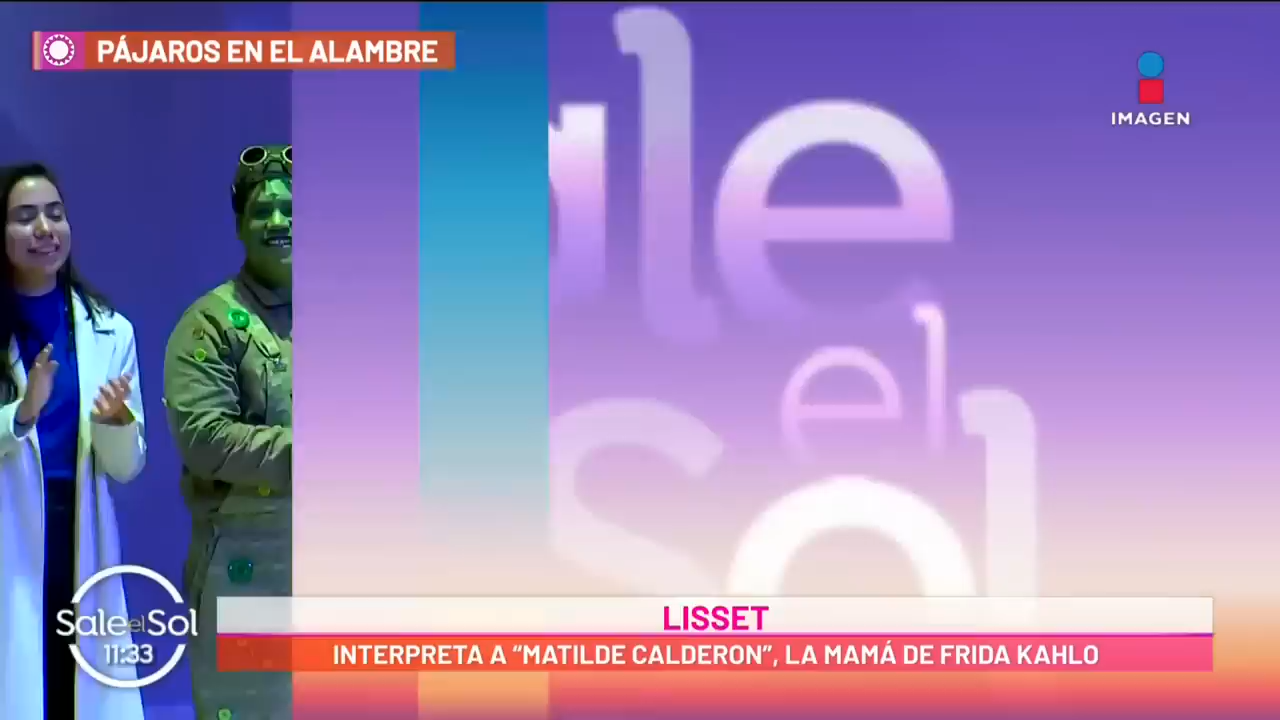 PÁJAROS EN EL ALAMBRE
IMAGEN
ale
el
Sol
Sale el Sol
11:33
LISSET
INTERPRETA A “MATILDE CALDERON”, LA MAMÁ DE FRIDA KAHLO